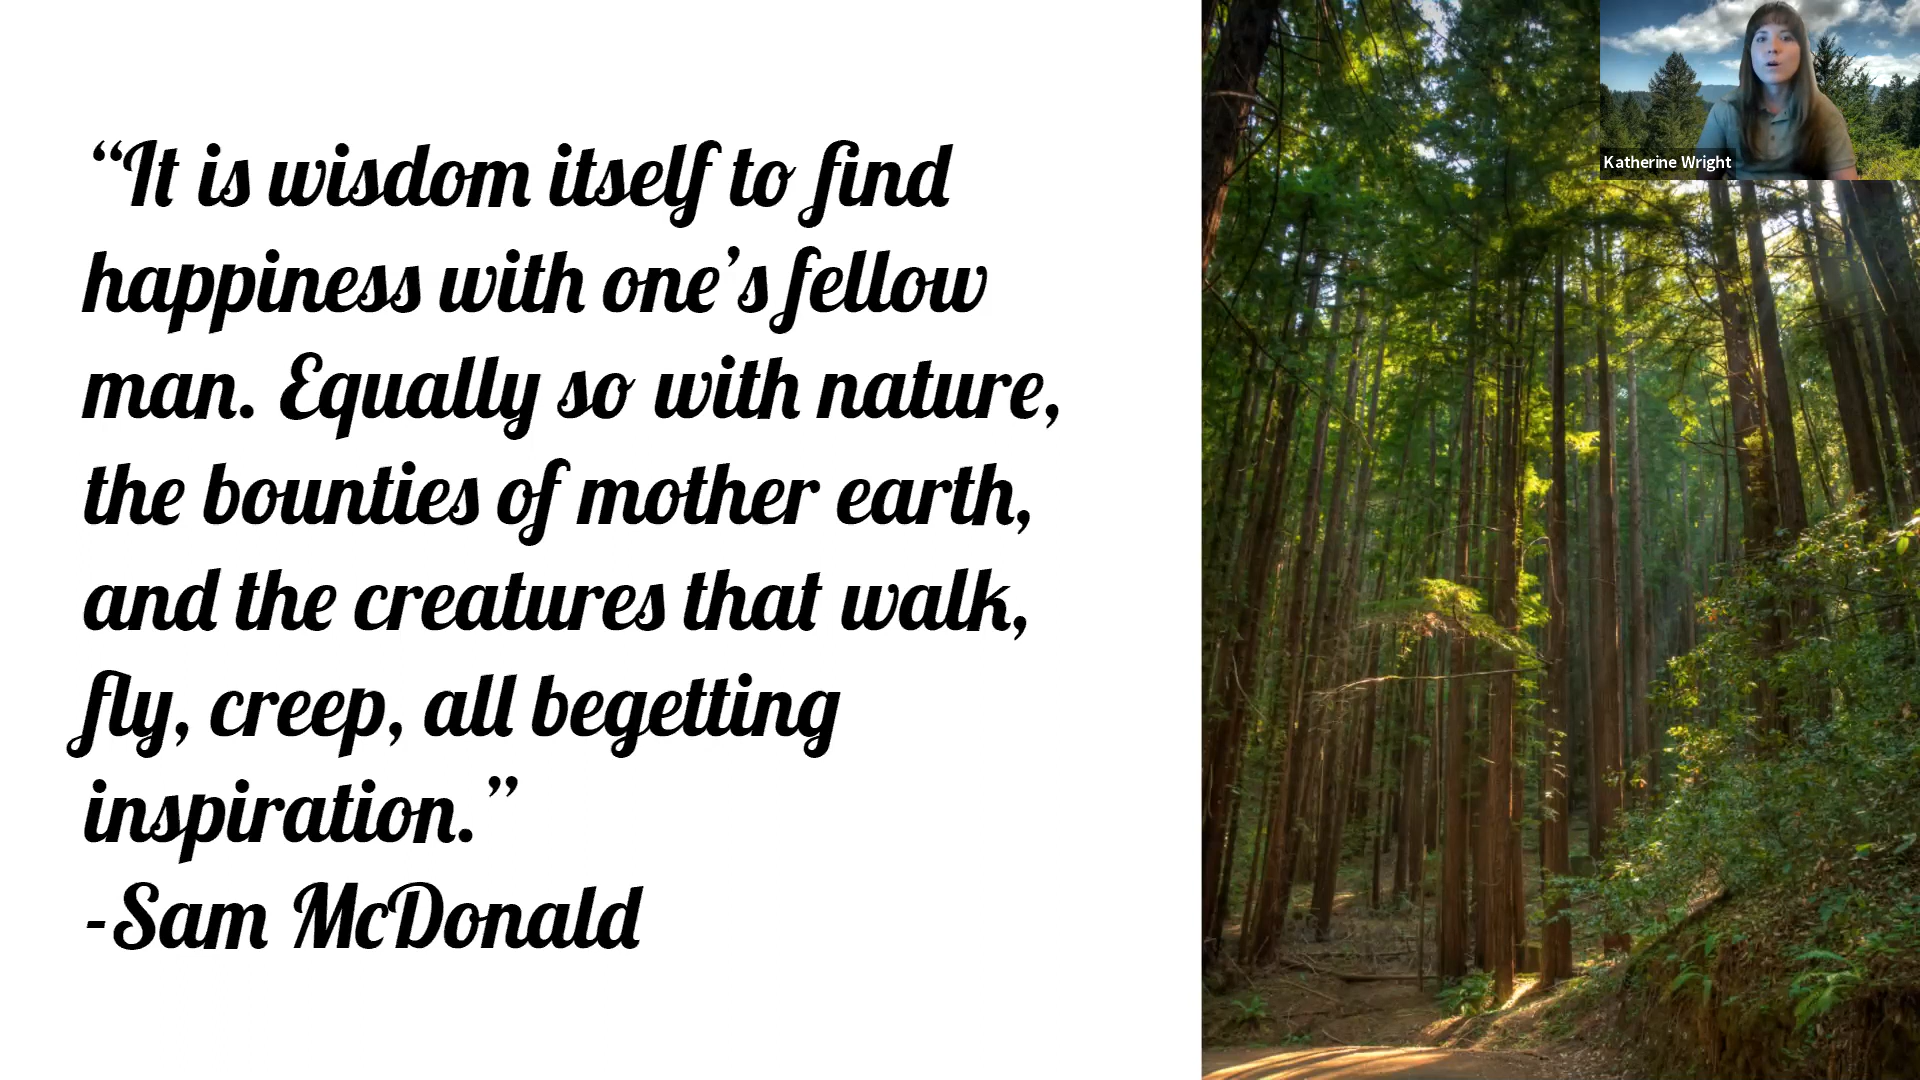 “It is wisdom itself to find
happiness with one’s fellow
man. Equally so with nature,
the bounties of mother earth,
and the creatures that walk,
fly, creep, all begetting
inspiration.”
-Sam McDonald
Katherine Wright